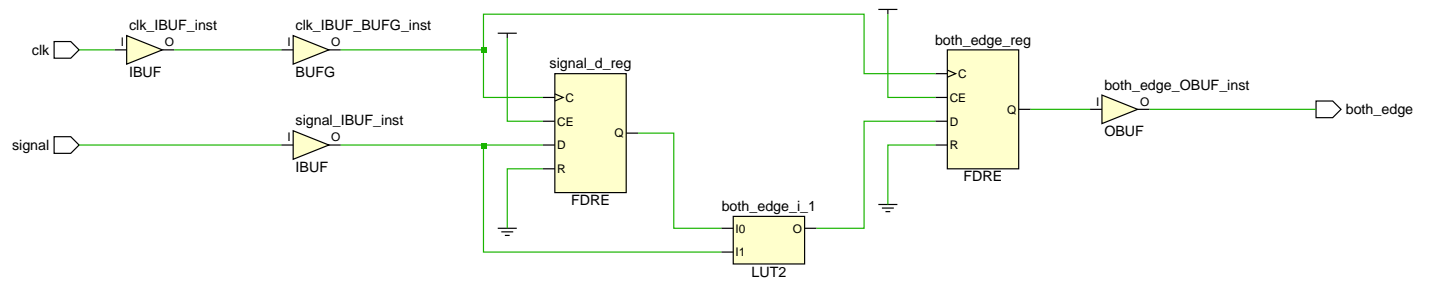 clk
clk_IBUF_inst
I
O
IBUF
clk_IBUF_BUFG_inst
I
O
BUFG
signal
signal_IBUF_inst
I
O
IBUF
signal_d_reg
C
CE
D
R
Q
FDRE
both_edge_i_1
I0
I1
O
LUT2
both_edge_reg
C
CE
D
R
Q
FDRE
both_edge_OBUF_inst
I
O
OBUF
both_edge